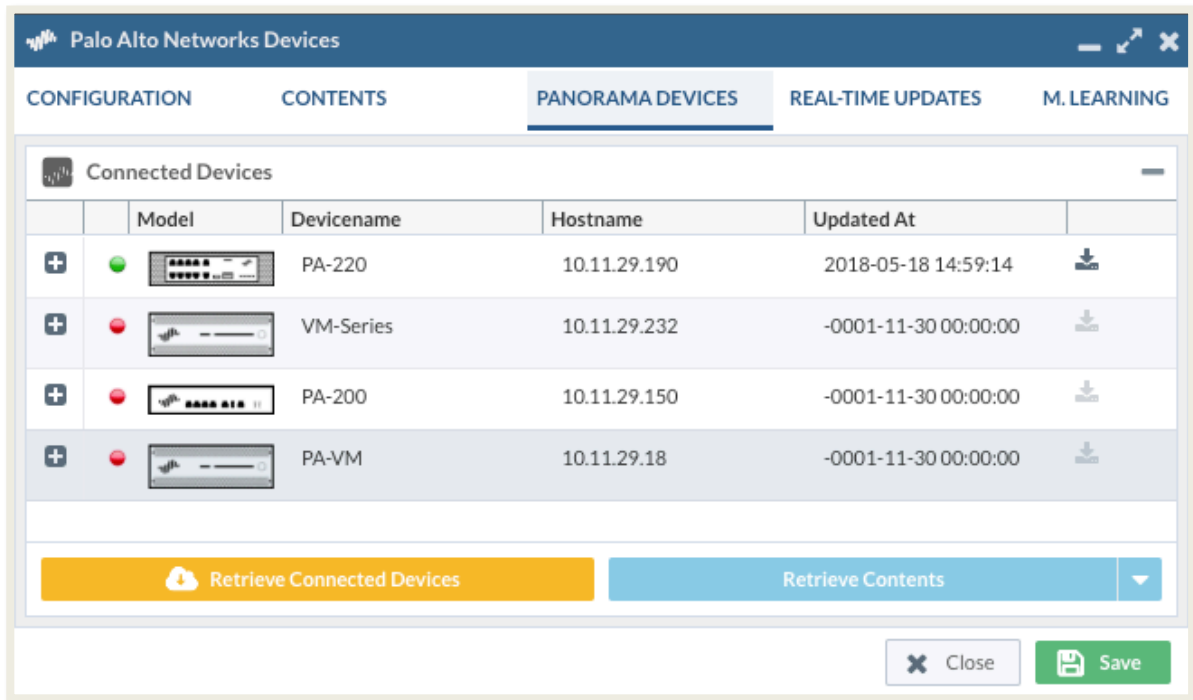 Palo Alto Networks Devices
CONFIGURATION CONTENTS PANORAMA DEVICES REAL-TIME UPDATES M. LEARNING
Connected Devices
Model Devicename Hostname Updated At
PA-220 10.11.29.190 2018-05-18 14:59:14
VM-Series 10.11.29.232 -0001-11-30 00:00:00
PA-200 10.11.29.150 -0001-11-30 00:00:00
PA-VM 10.11.29.18 -0001-11-30 00:00:00
Retrieve Connected Devices Retrieve Contents
Close Save